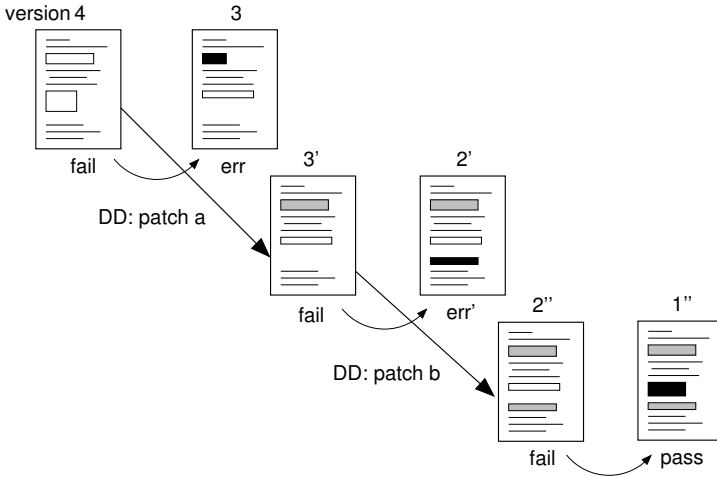 version 4
3
fail
err
DD: patch a
3’
2’
fail
err’
DD: patch b
2’’
1’’
fail
pass